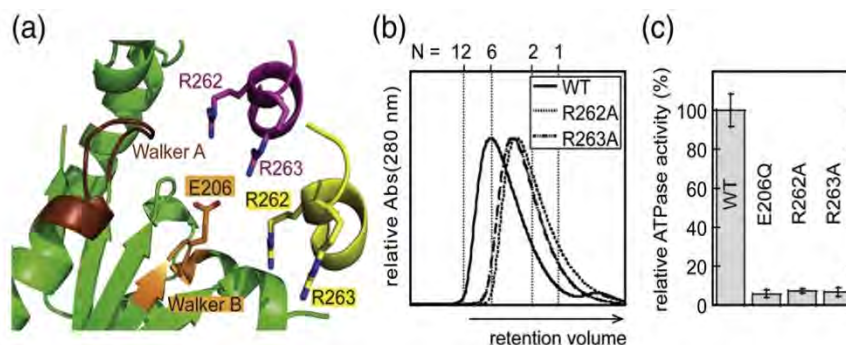 (a)
R262
Walker A
R263
E206
R262
Walker B
R263
(b)
N = 12 6 2 1
WT
R262A
R263A
relative Abs(280 nm)
retention volume
(c)
relative ATPase activity (%)
100
80
60
40
20
0
WT
E206Q
R262A
R263A